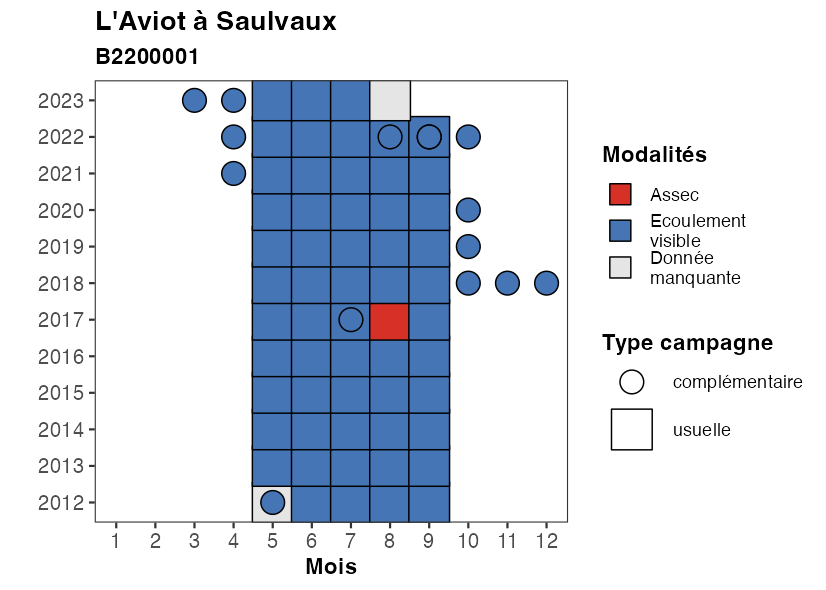 L'Aviot à Saulvaux
B2200001
2023
2022
2021
2020
2019
2018
2017
2016
2015
2014
2013
2012
1 2 3 4 5 6 7 8 9 10 11 12
Mois
Modalités
Assec
Ecoulement
visible
Donnée
manquante
Type campagne
complémentaire
usuelle